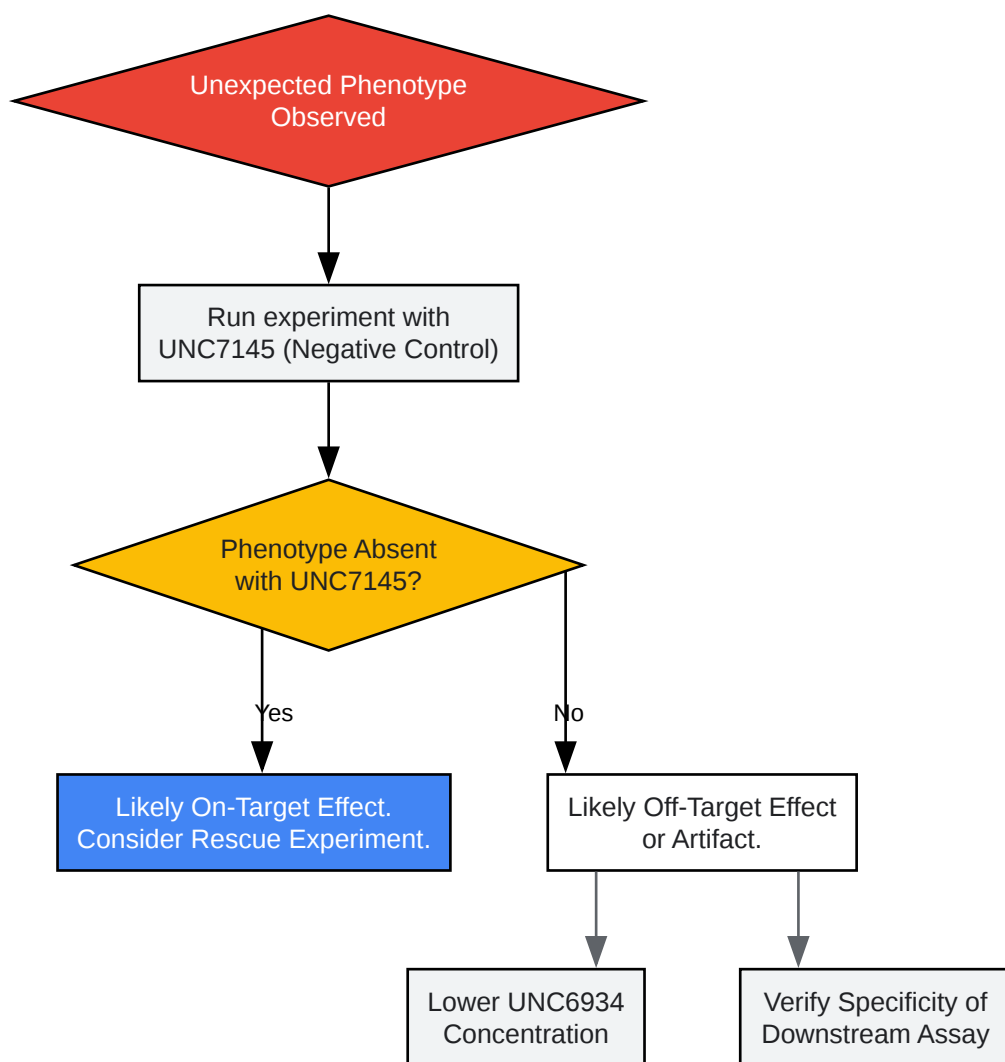 Unexpected Phenotype
Observed
Run experiment with
UNC7145 (Negative Control)
Phenotype Absent
with UNC7145?
Yes
No
Likely On-Target Effect.
Consider Rescue Experiment.
Likely Off-Target Effect
or Artifact.
Lower UNC6934
Concentration
Verify Specificity of
Downstream Assay